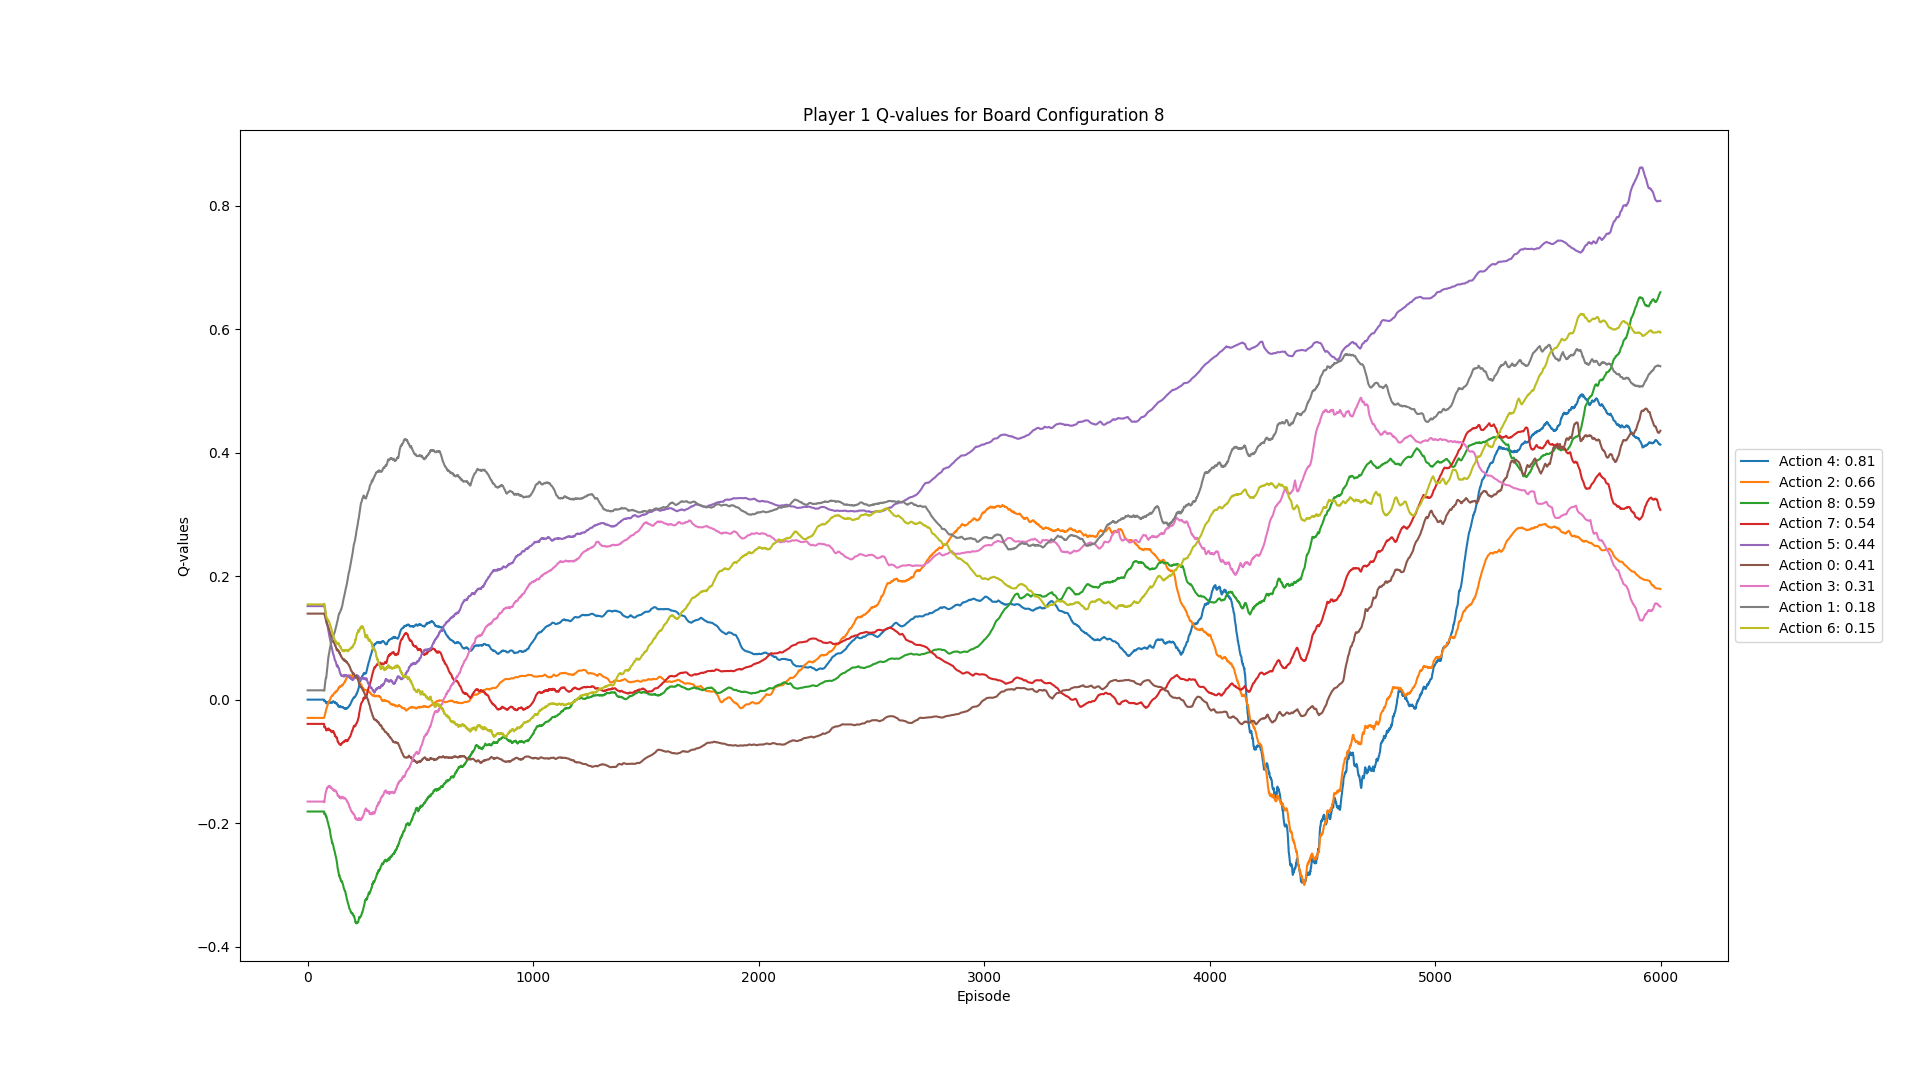 Player 1 Q-values for Board Configuration 8
Q-values
0.8
0.6
0.4
0.2
0.0
−0.2
−0.4
0
1000
2000
3000
4000
5000
6000
Episode
Action 4: 0.81
Action 2: 0.66
Action 8: 0.59
Action 7: 0.54
Action 5: 0.44
Action 0: 0.41
Action 3: 0.31
Action 1: 0.18
Action 6: 0.15